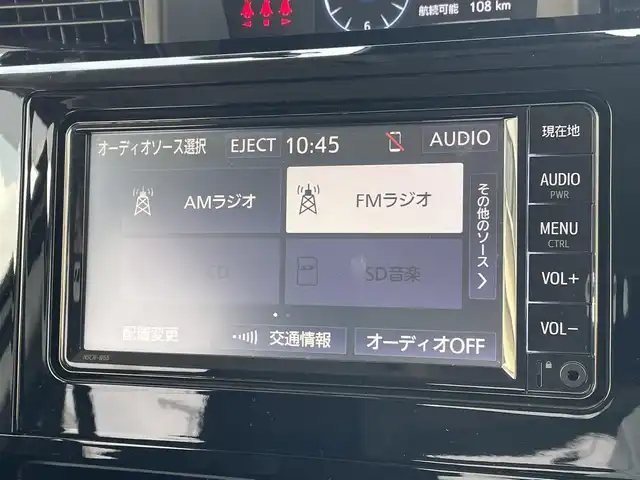 航続可能 108 km
6
オーディオソース選択 EJECT 10:45 AUDIO
AMラジオ FMラジオ
その他のソース
CD SD音楽
配置変更 交通情報 オーディオOFF
現在地
AUDIO
PWR
MENU
CTRL
VOL+
VOL−